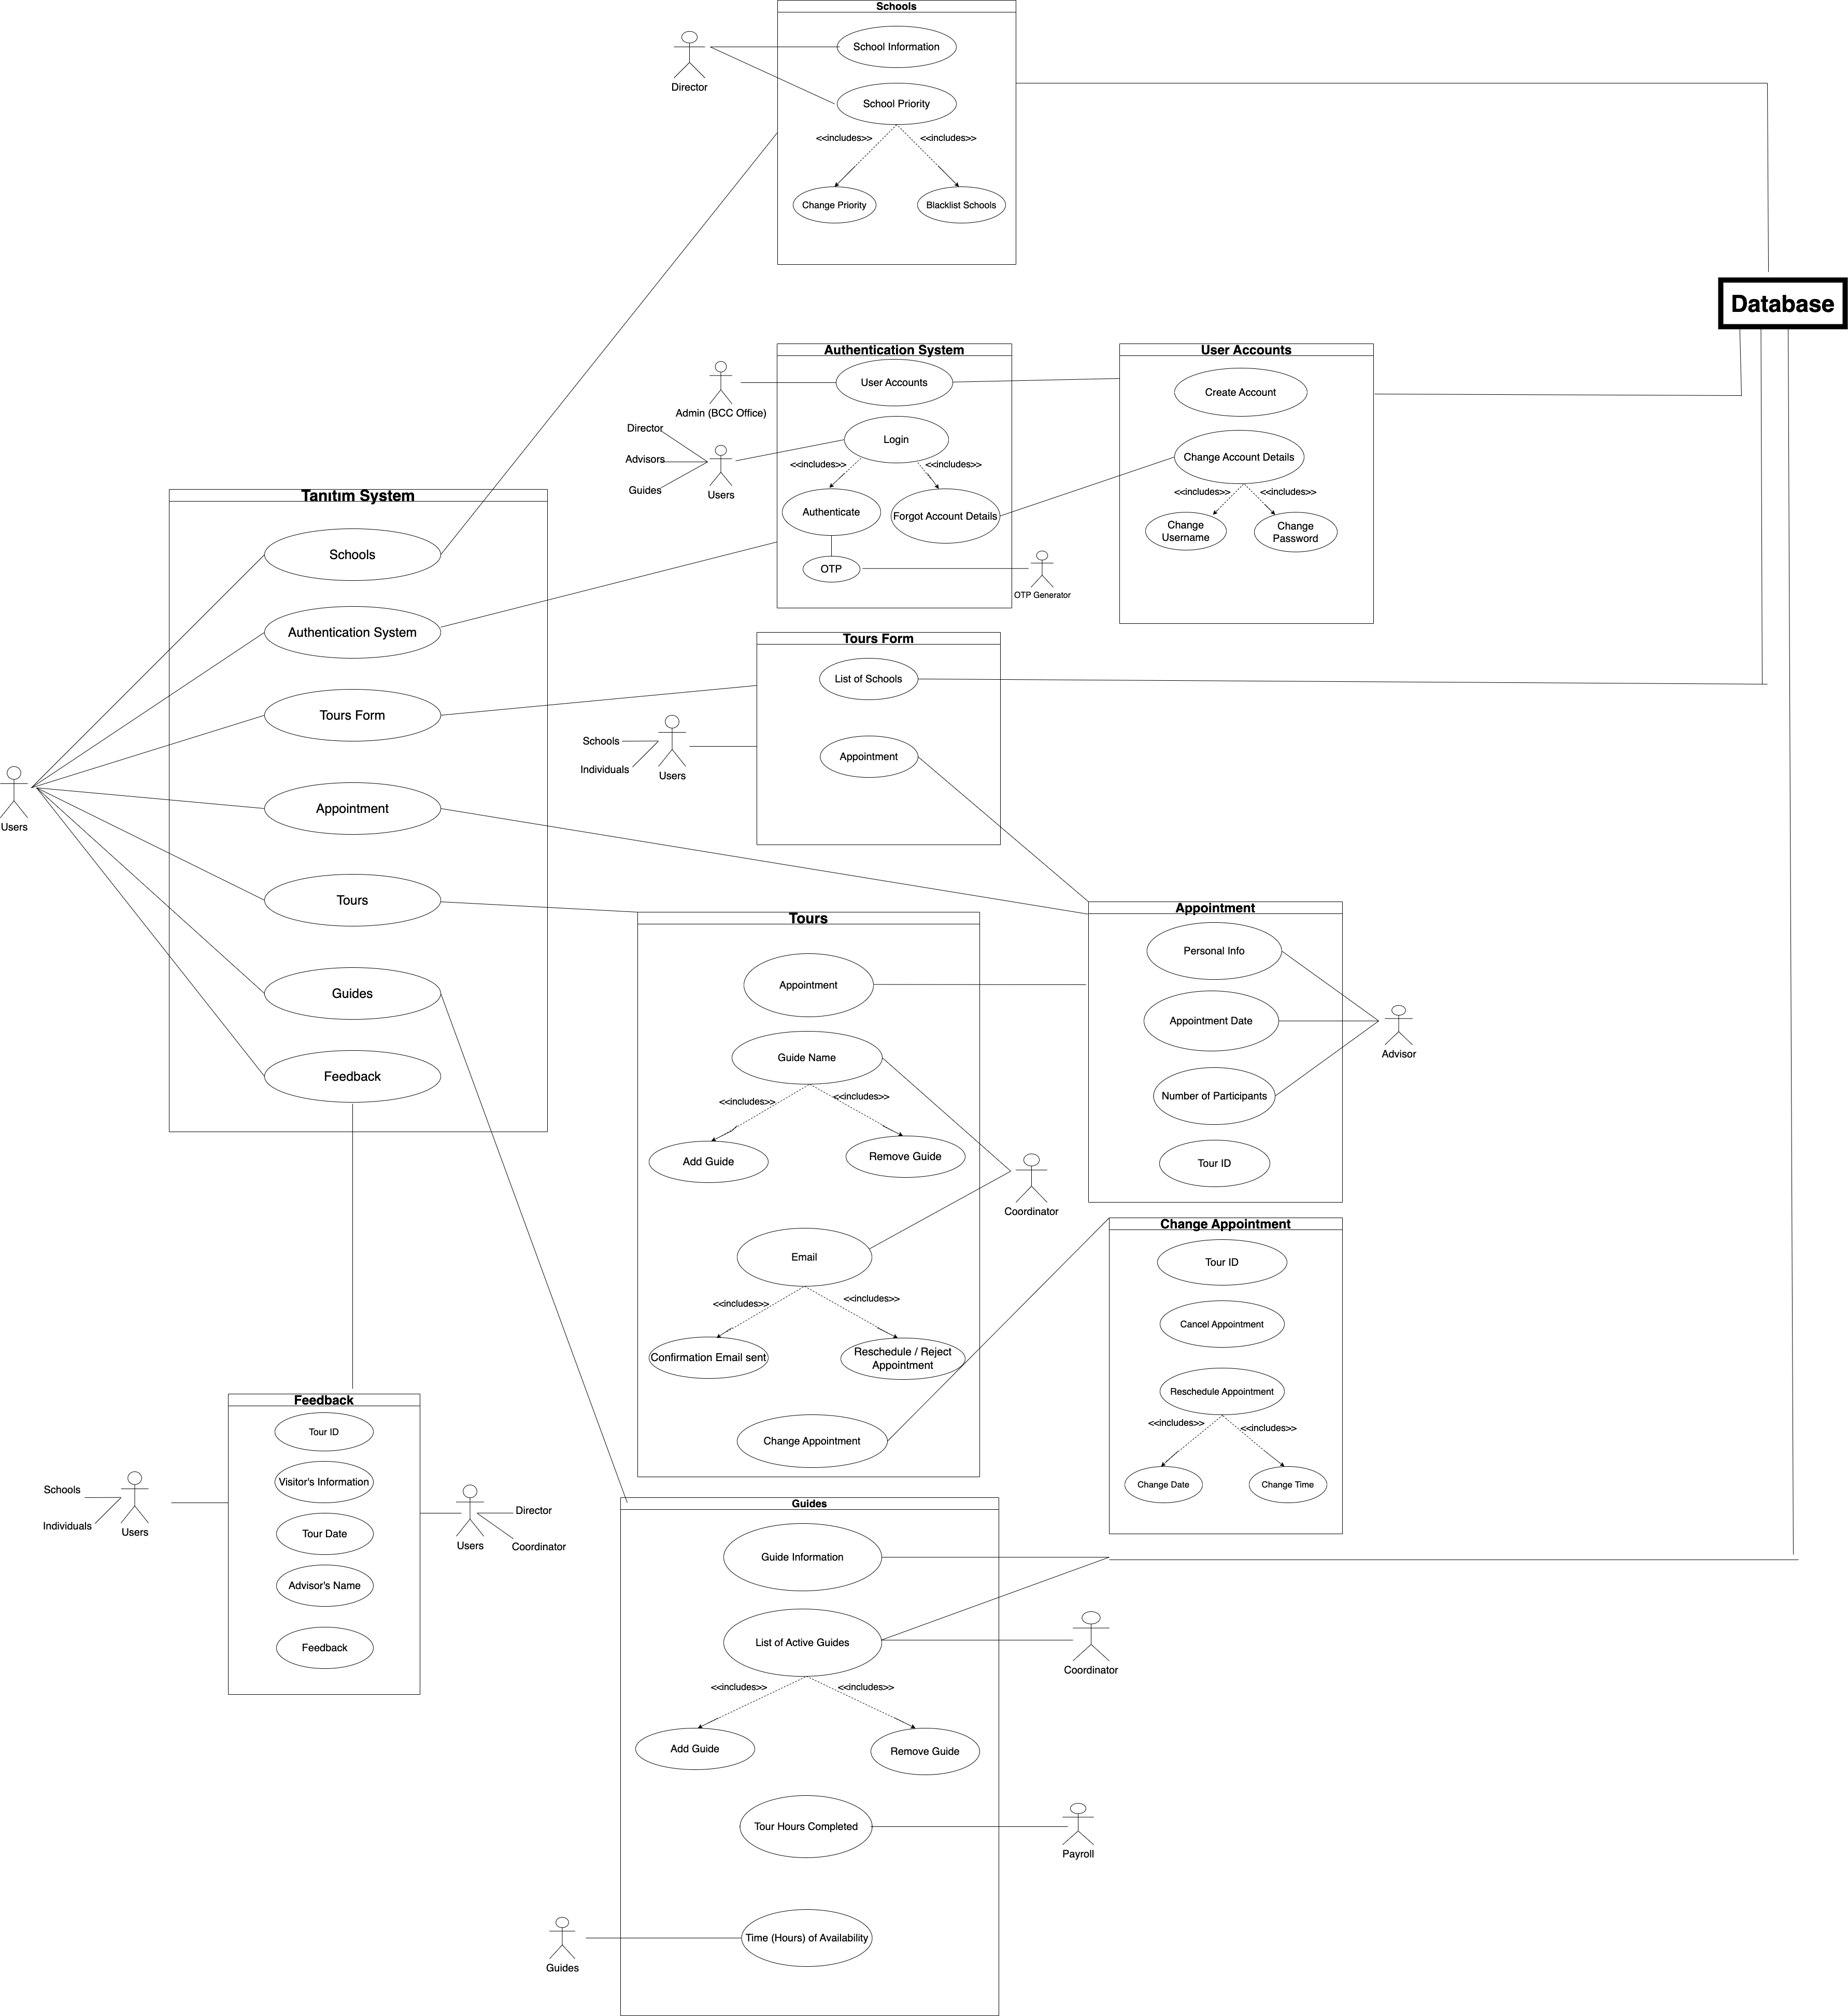 Schools
School Information
Director
School Priority
<<includes>>
<<includes>>
Change Priority
Blacklist Schools
Database
Authentication System
User Accounts
Admin (BCC Office)
Login
Director
Advisors
Guides
Users
<<includes>>
<<includes>>
Authenticate
Forgot Account Details
OTP
OTP Generator
User Accounts
Create Account
Change Account Details
<<includes>>
<<includes>>
Change
Username
Change
Password
Tanıtım System
Schools
Authentication System
Tours Form
Appointment
Tours
Guides
Feedback
Users
Tours Form
List of Schools
Schools
Individuals
Users
Appointment
Tours
Appointment
Guide Name
<<includes>>
<<includes>>
Add Guide
Remove Guide
Coordinator
Email
<<includes>>
<<includes>>
Confirmation Email sent
Reschedule / Reject
Appointment
Change Appointment
Appointment
Personal Info
Appointment Date
Advisor
Number of Participants
Tour ID
Change Appointment
Tour ID
Cancel Appointment
Reschedule Appointment
<<includes>>
<<includes>>
Change Date
Change Time
Feedback
Tour ID
Visitor's Information
Tour Date
Advisor's Name
Feedback
Schools
Individuals
Users
Users
Director
Coordinator
Guides
Guide Information
List of Active Guides
Coordinator
<<includes>>
<<includes>>
Add Guide
Remove Guide
Tour Hours Completed
Payroll
Time (Hours) of Availability
Guides